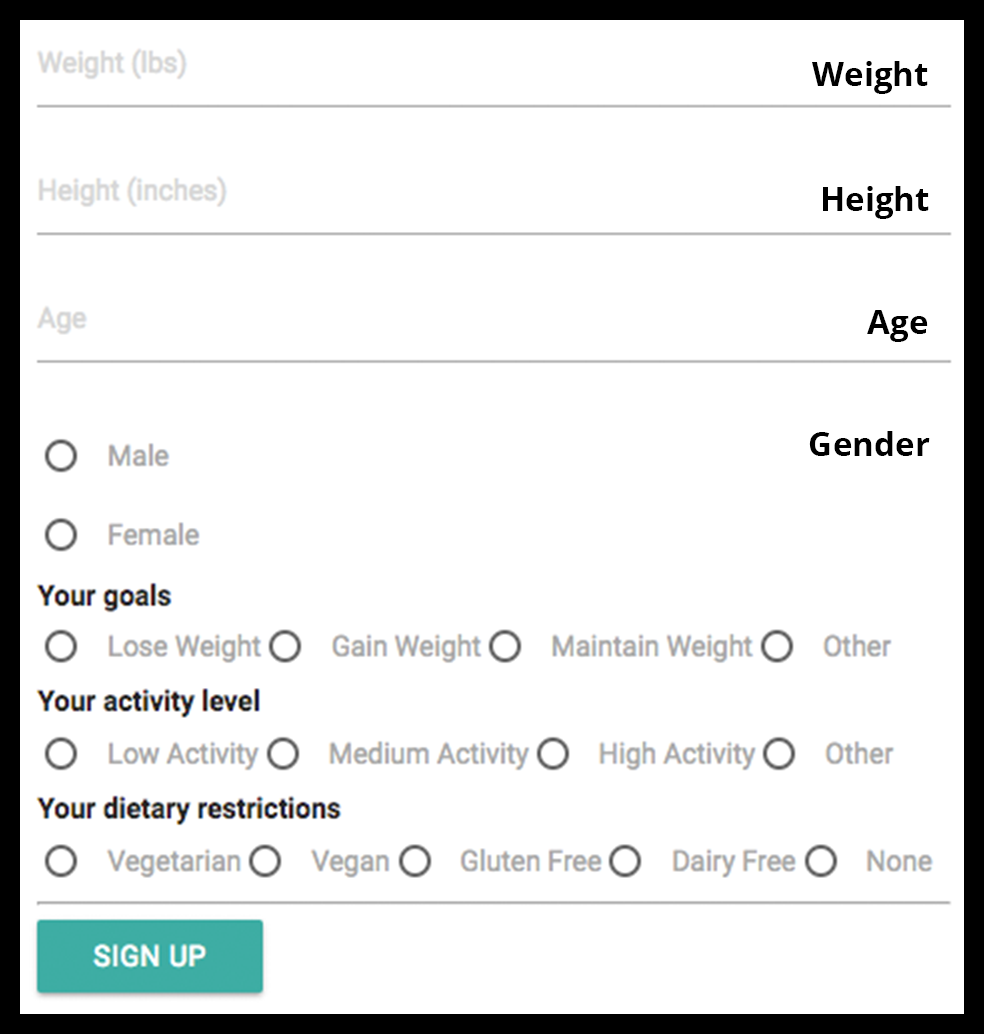 Weight (lbs) Weight
Height (inches) Height
Age Age
Male Gender
Female
Your goals
Lose Weight Gain Weight Maintain Weight Other
Your activity level
Low Activity Medium Activity High Activity Other
Your dietary restrictions
Vegetarian Vegan Gluten Free Dairy Free None
SIGN UP